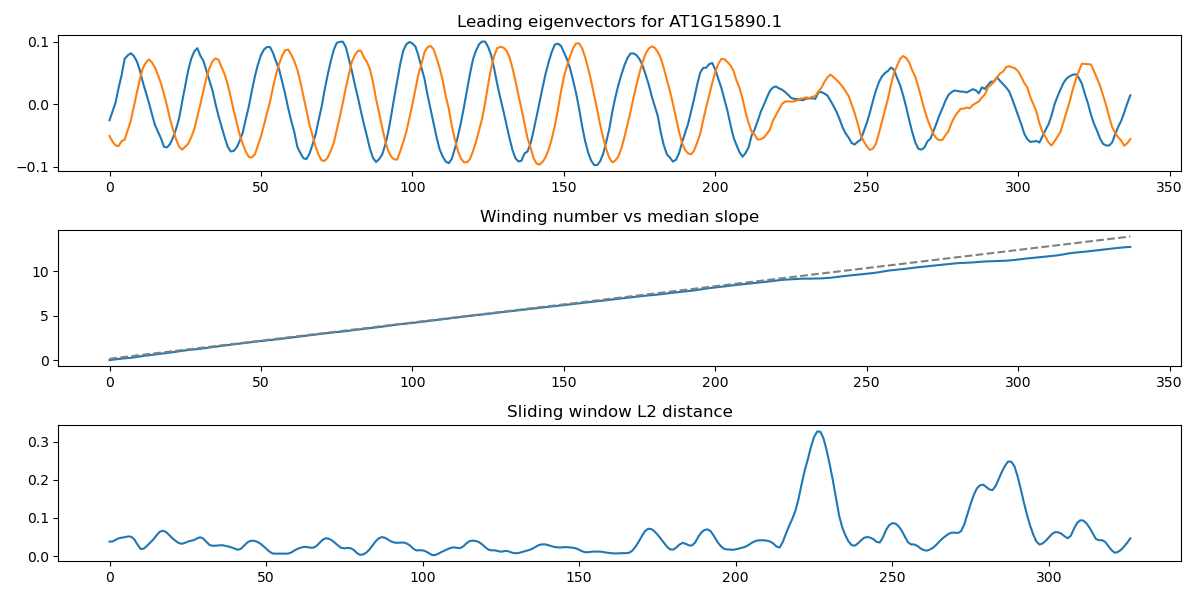 Leading eigenvectors for AT1G15890.1
0.1
0.0
−0.1
0 50 100 150 200 250 300 350
Winding number vs median slope
10
5
0
0 50 100 150 200 250 300 350
Sliding window L2 distance
0.3
0.2
0.1
0.0
0 50 100 150 200 250 300